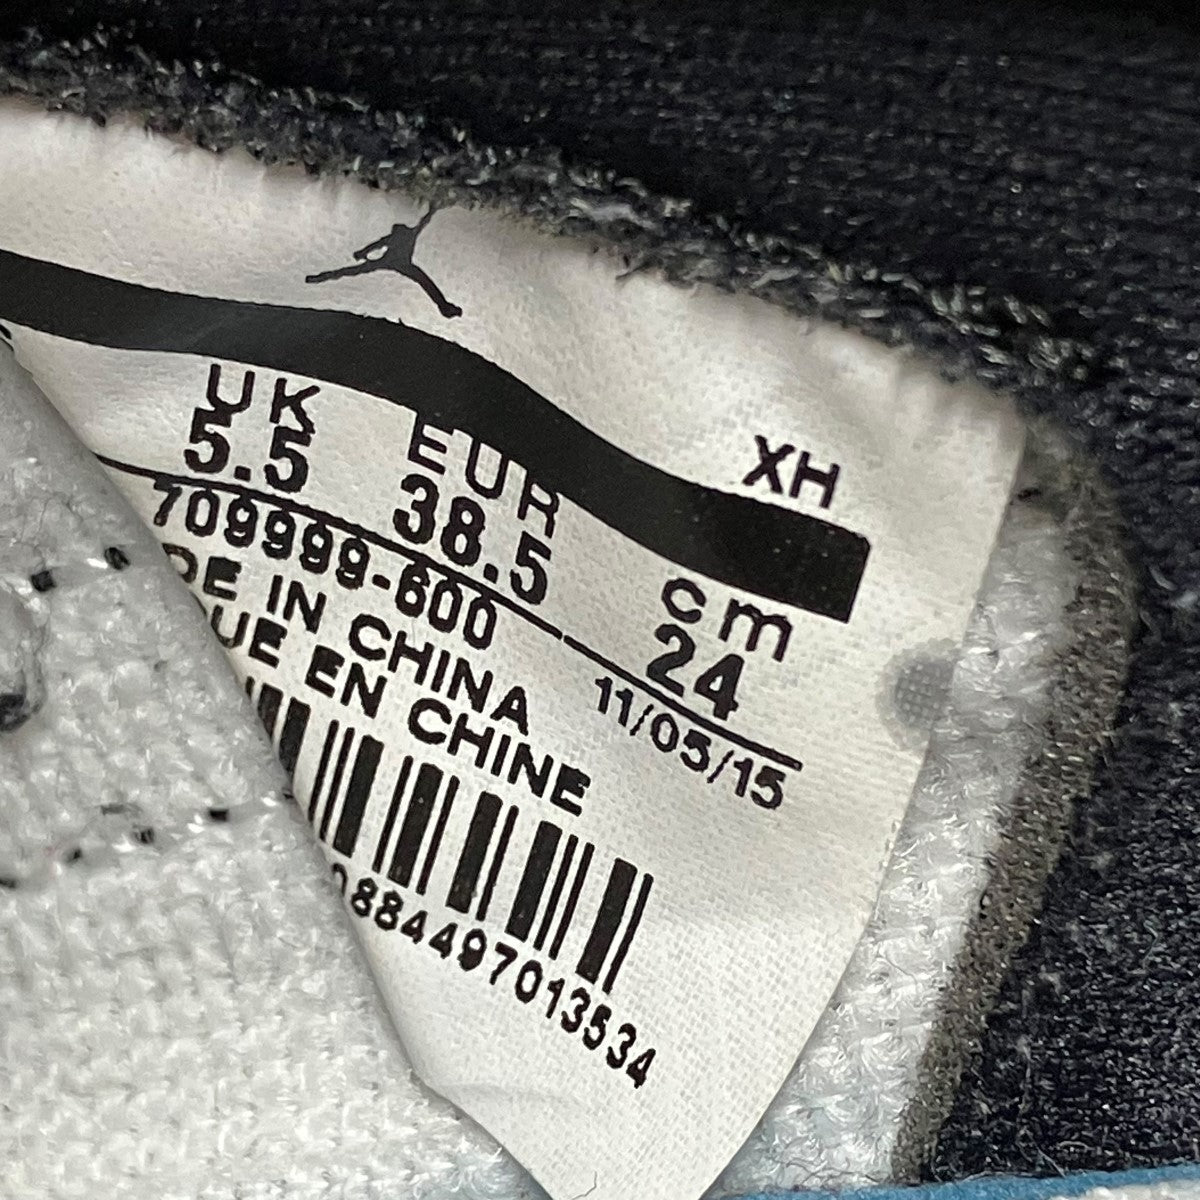 XH
UK EUR cm
5.5 38.5 24
709999-600 11/05/15
DE IN CHINA
QUE EN CHINE
0884497013534